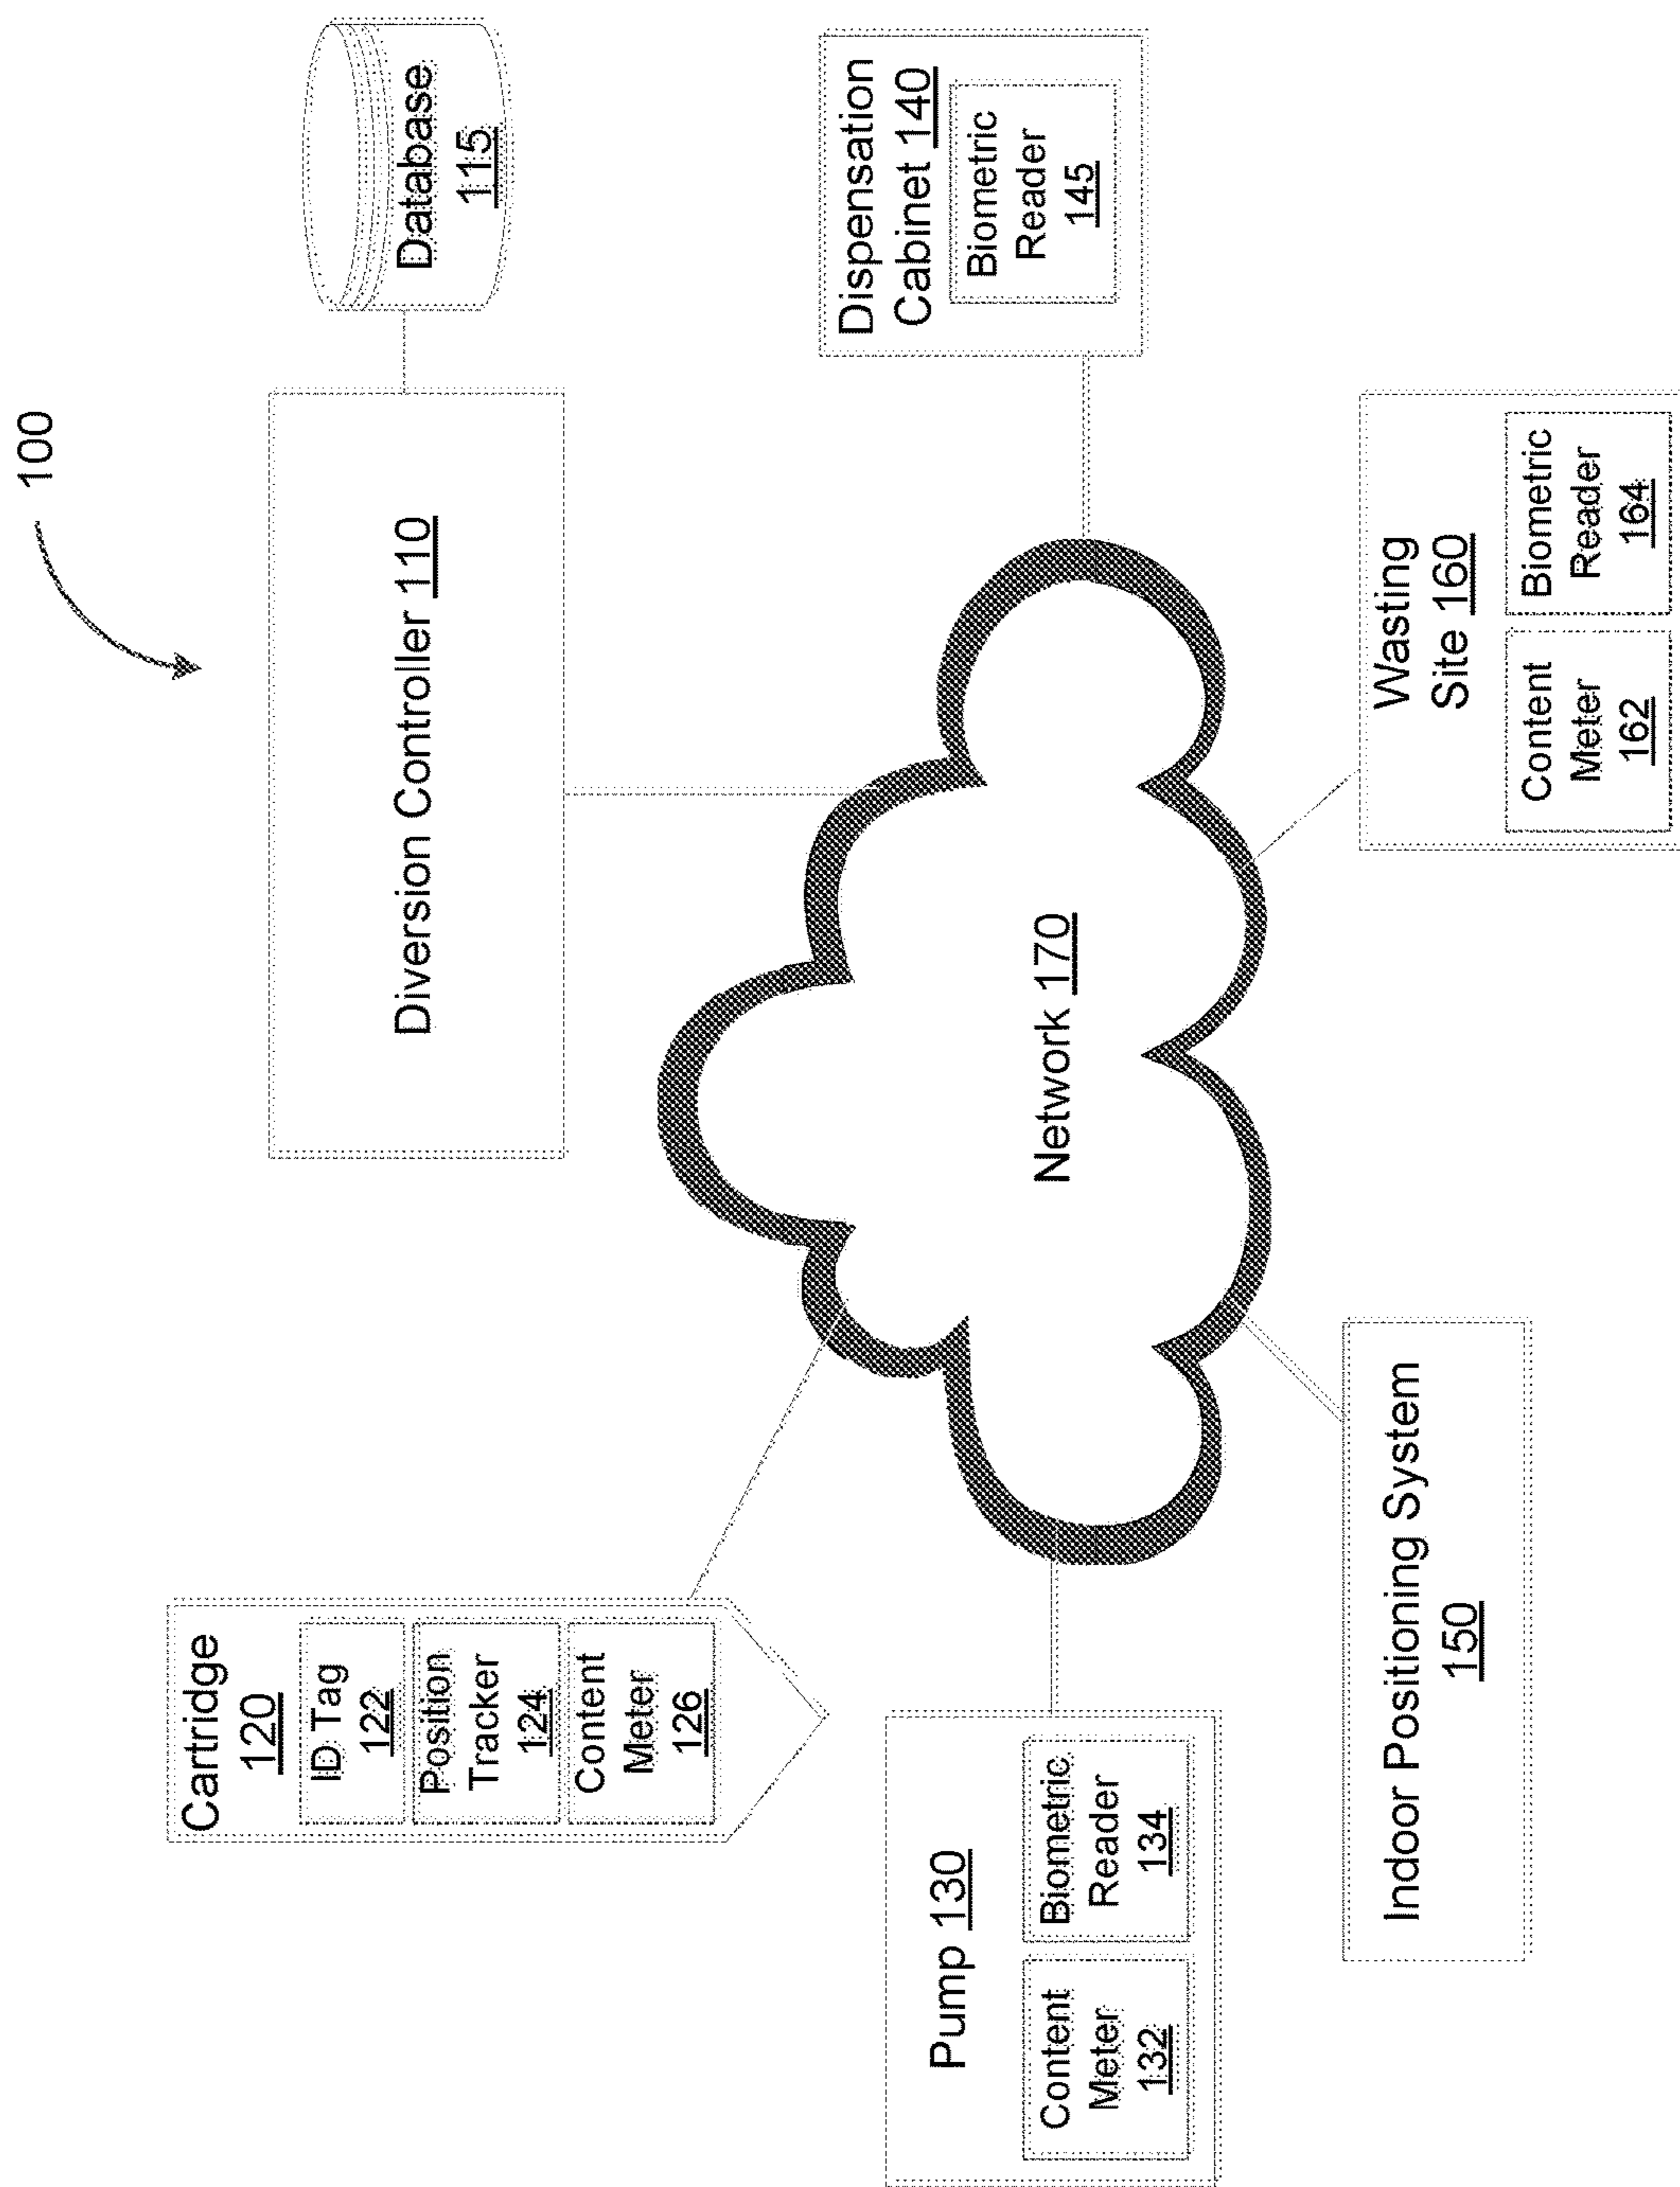 100
Diversion Controller 110
Database
115
Cartridge
120
ID Tag
122
Position
Tracker
124
Content
Meter
126
Network 170
Pump 130
Content
Meter
132
Biometric
Reader
134
Dispensation
Cabinet 140
Biometric
Reader
145
Indoor Positioning System
150
Wasting
Site 160
Content
Meter
162
Biometric
Reader
164